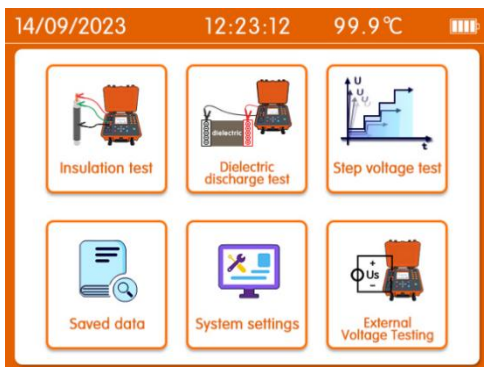 14/09/2023 12:23:12 99.9℃
dielectric
U
U
U
t
Insulation test
Dielectric
discharge test
Step voltage test
+
Us
−
Saved data
System settings
External
Voltage Testing